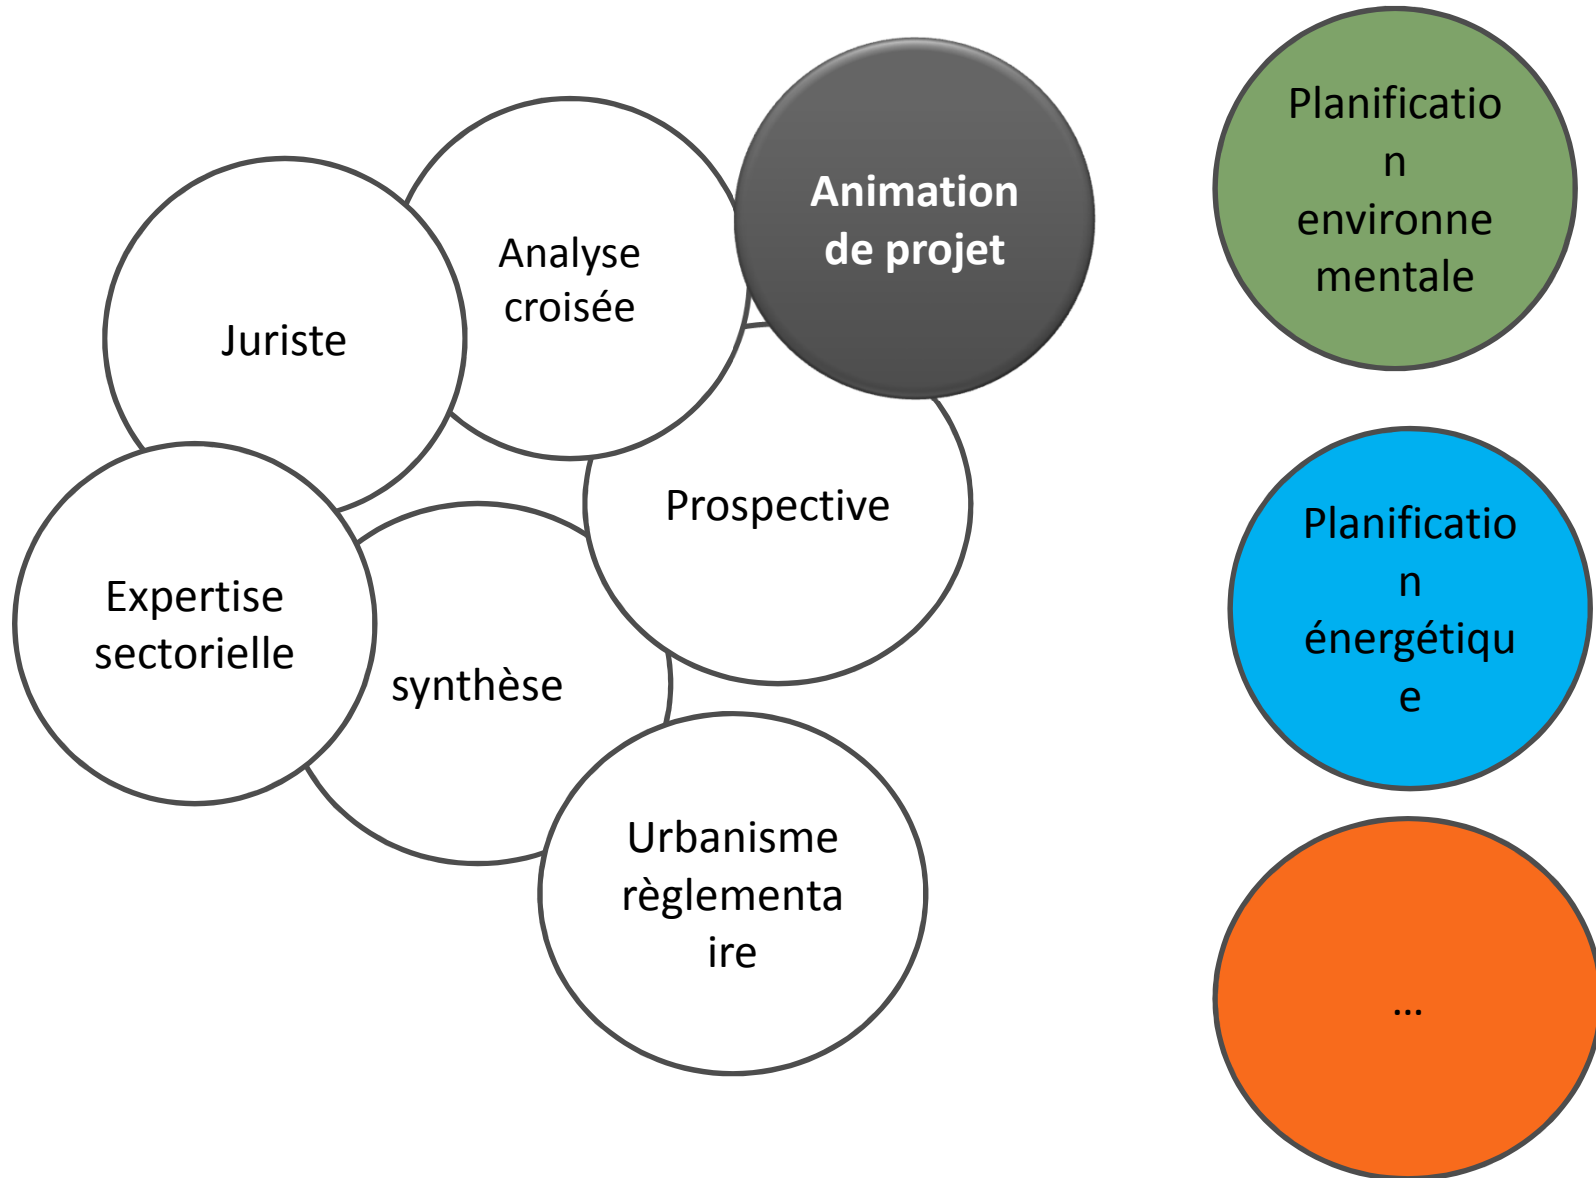 Animation
de projet
Analyse
croisée
Juriste
Prospective
Expertise
sectorielle
synthèse
Urbanisme
règlementa
ire
Planificatio
n
environne
mentale
Planificatio
n
énergétiqu
e
...